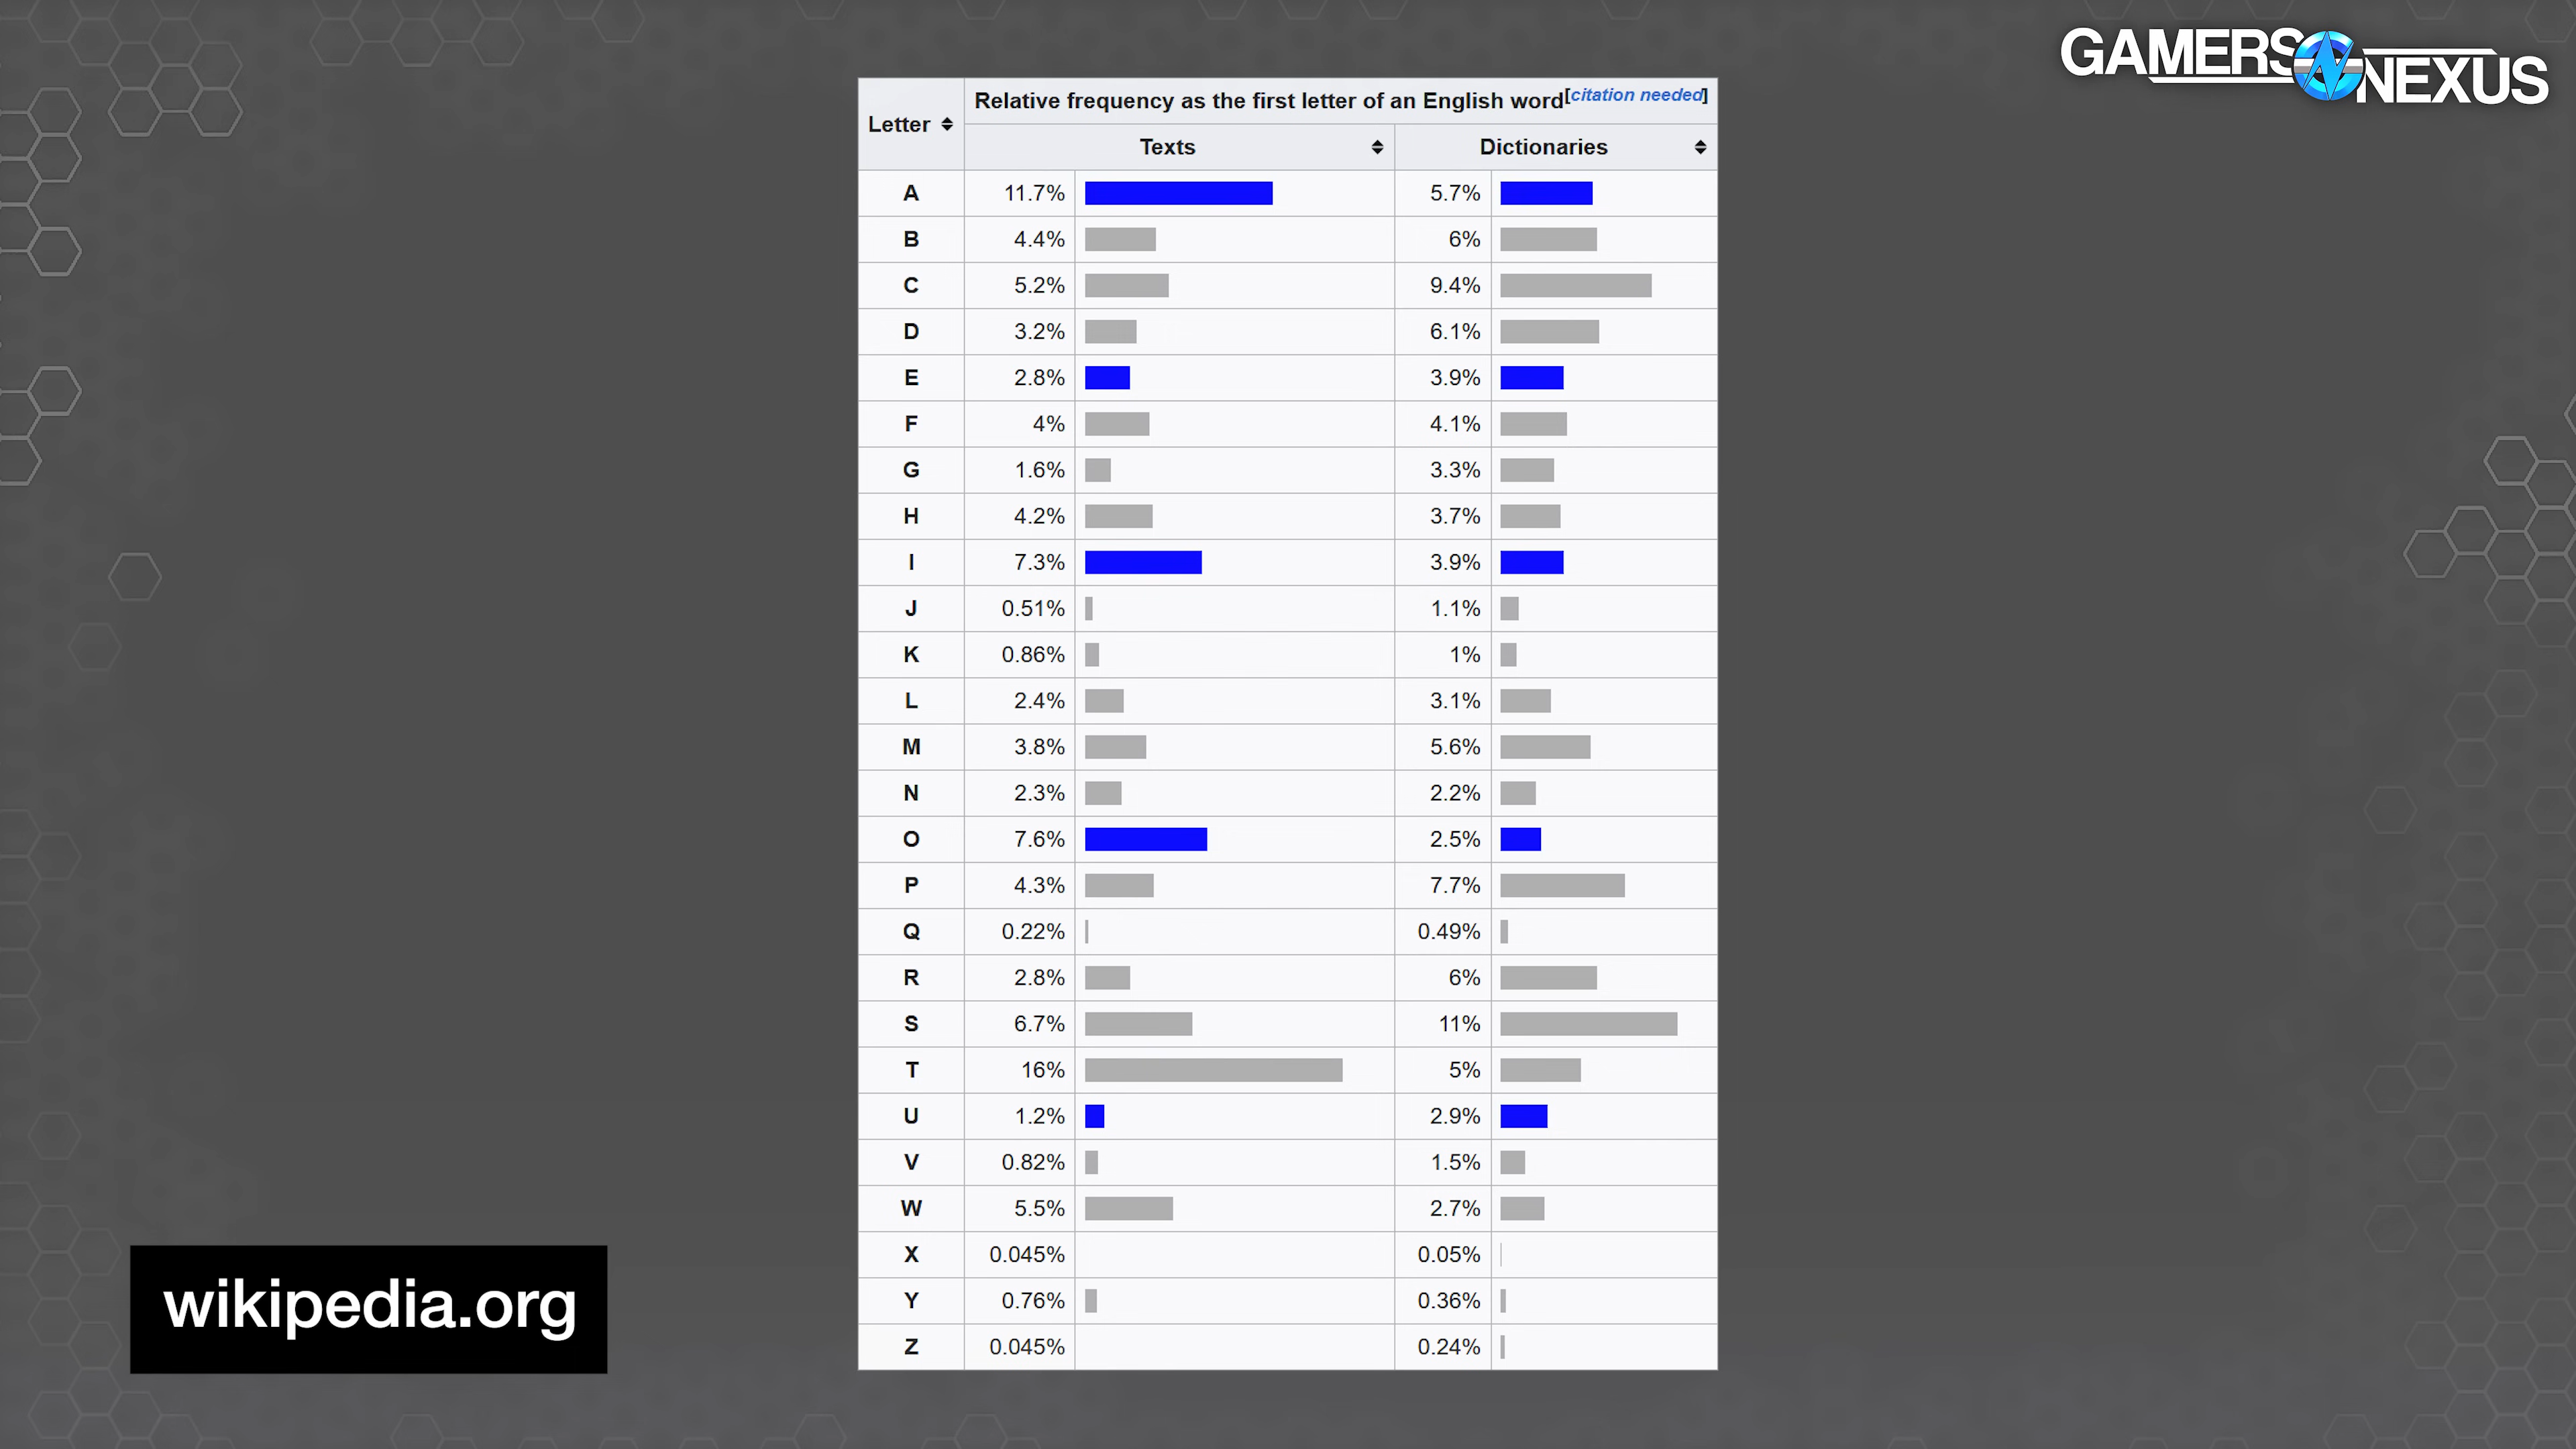 GAMERS NEXUS
Letter Relative frequency as the first letter of an English word[citation needed]
Texts Dictionaries
A 11.7% 5.7%
B 4.4% 6%
C 5.2% 9.4%
D 3.2% 6.1%
E 2.8% 3.9%
F 4% 4.1%
G 1.6% 3.3%
H 4.2% 3.7%
I 7.3% 3.9%
J 0.51% 1.1%
K 0.86% 1%
L 2.4% 3.1%
M 3.8% 5.6%
N 2.3% 2.2%
O 7.6% 2.5%
P 4.3% 7.7%
Q 0.22% 0.49%
R 2.8% 6%
S 6.7% 11%
T 16% 5%
U 1.2% 2.9%
V 0.82% 1.5%
W 5.5% 2.7%
X 0.045% 0.05%
Y 0.76% 0.36%
Z 0.045% 0.24%
wikipedia.org